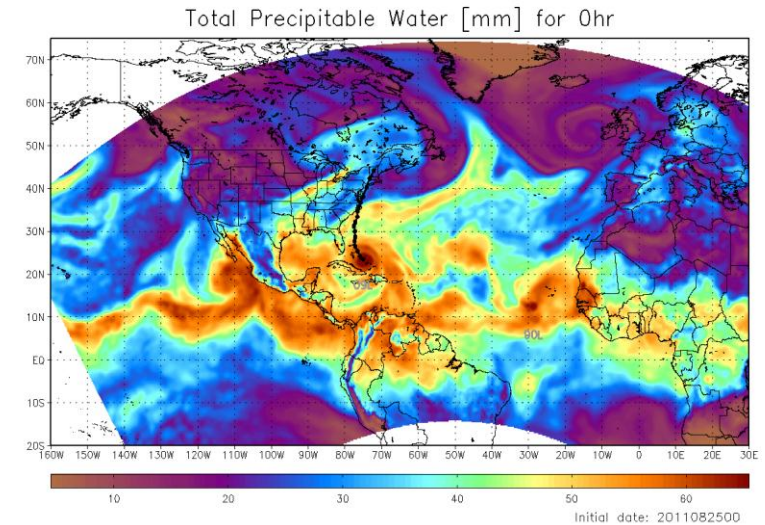 Total Precipitable Water [mm] for 0hr
70N
60N
50N
40N
30N
20N
10N
EQ
10S
20S
09L
90L
160W 150W 140W 130W 120W 110W 100W 90W 80W 70W 60W 50W 40W 30W 20W 10W 0 10E 20E 30E
10 20 30 40 50 60
Initial date: 2011082500